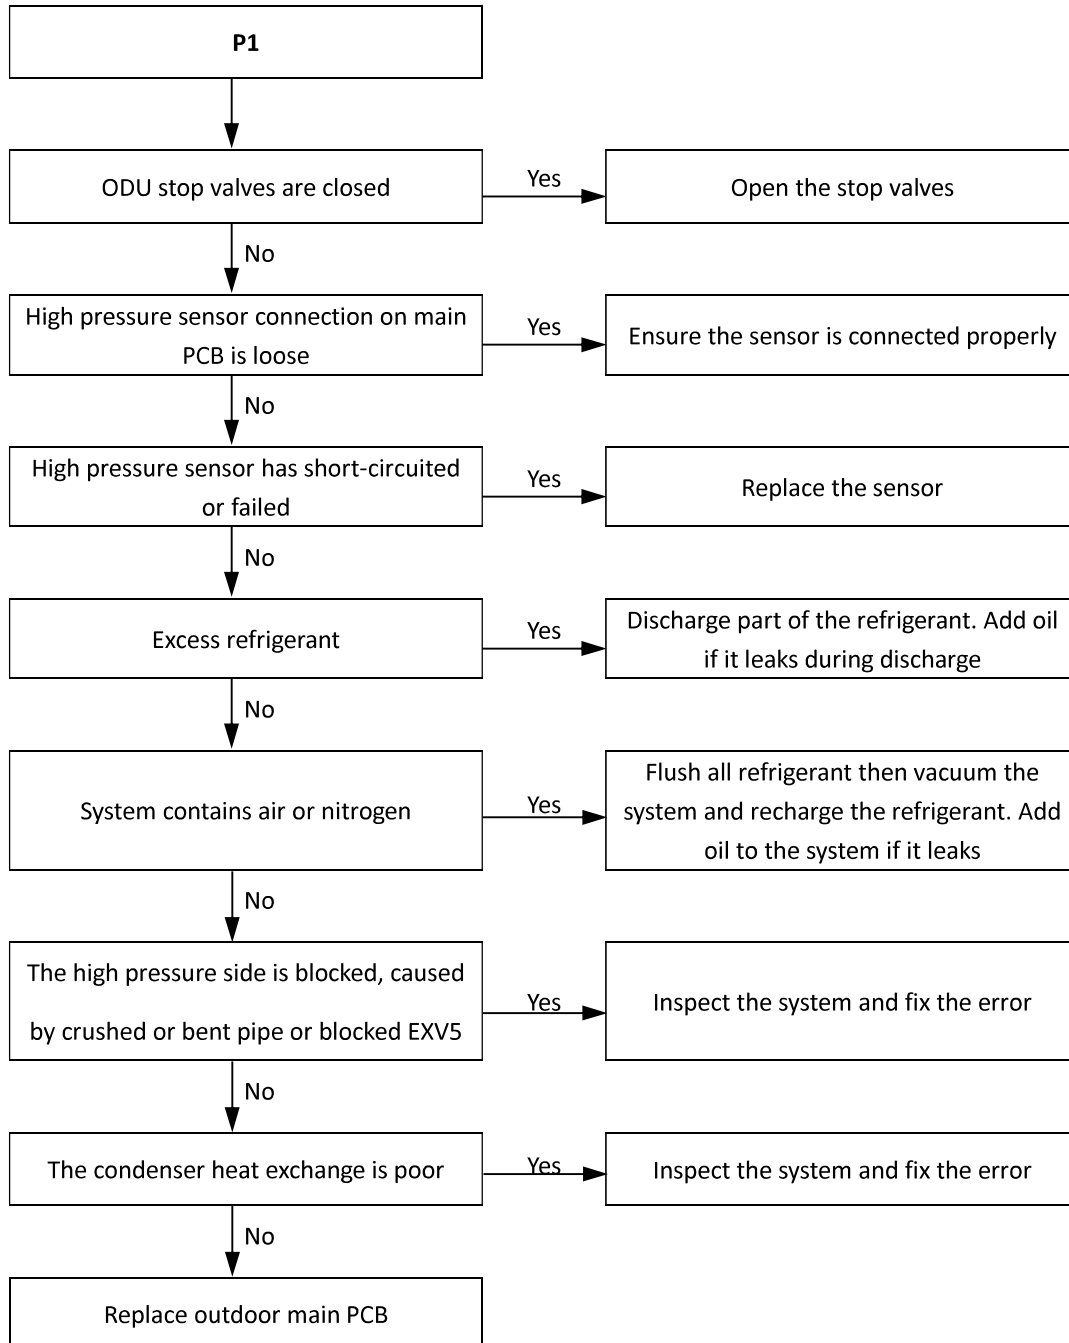 P1
ODU stop valves are closed
Yes
Open the stop valves
No
High pressure sensor connection on main
PCB is loose
Yes
Ensure the sensor is connected properly
No
High pressure sensor has short-circuited
or failed
Yes
Replace the sensor
No
Excess refrigerant
Yes
Discharge part of the refrigerant. Add oil
if it leaks during discharge
No
System contains air or nitrogen
Yes
Flush all refrigerant then vacuum the
system and recharge the refrigerant. Add
oil to the system if it leaks
No
The high pressure side is blocked, caused
by crushed or bent pipe or blocked EXV5
Yes
Inspect the system and fix the error
No
The condenser heat exchange is poor
Yes
Inspect the system and fix the error
No
Replace outdoor main PCB